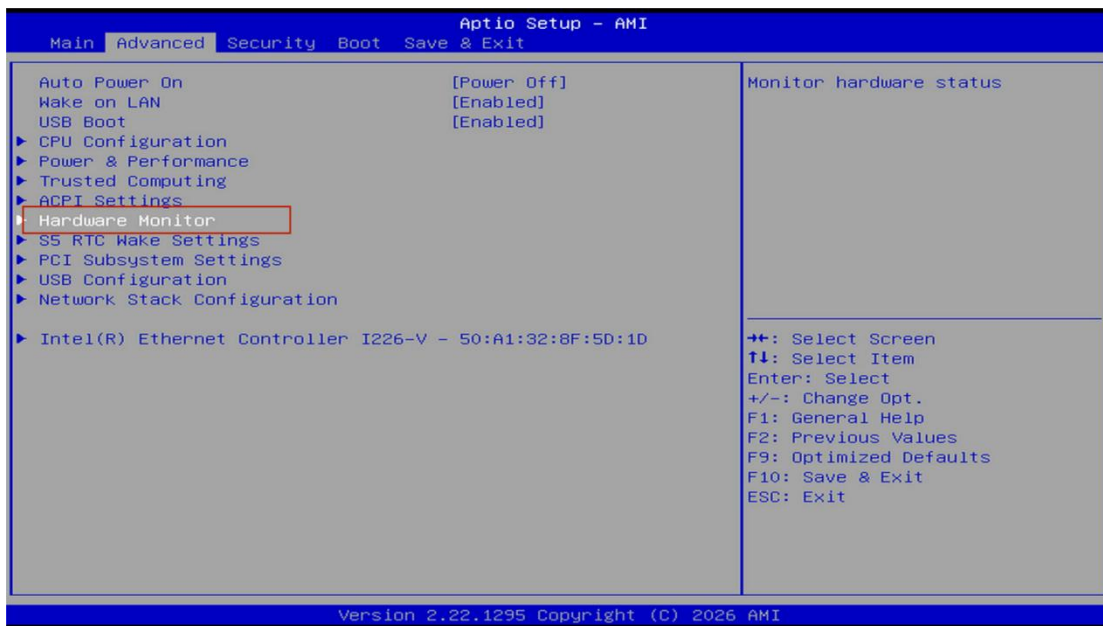 Aptio Setup – AMI
Main Advanced Security Boot Save & Exit
Auto Power On [Power Off]
Wake on LAN [Enabled]
USB Boot [Enabled]
▶ CPU Configuration
▶ Power & Performance
▶ Trusted Computing
▶ ACPI Settings
▶ Hardware Monitor
▶ S5 RTC Wake Settings
▶ PCI Subsystem Settings
▶ USB Configuration
▶ Network Stack Configuration
▶ Intel(R) Ethernet Controller I226-V – 50:A1:32:8F:5D:1D
Monitor hardware status
→←: Select Screen
↑↓: Select Item
Enter: Select
+/-: Change Opt.
F1: General Help
F2: Previous Values
F9: Optimized Defaults
F10: Save & Exit
ESC: Exit
Version 2.22.1295 Copyright (C) 2026 AMI